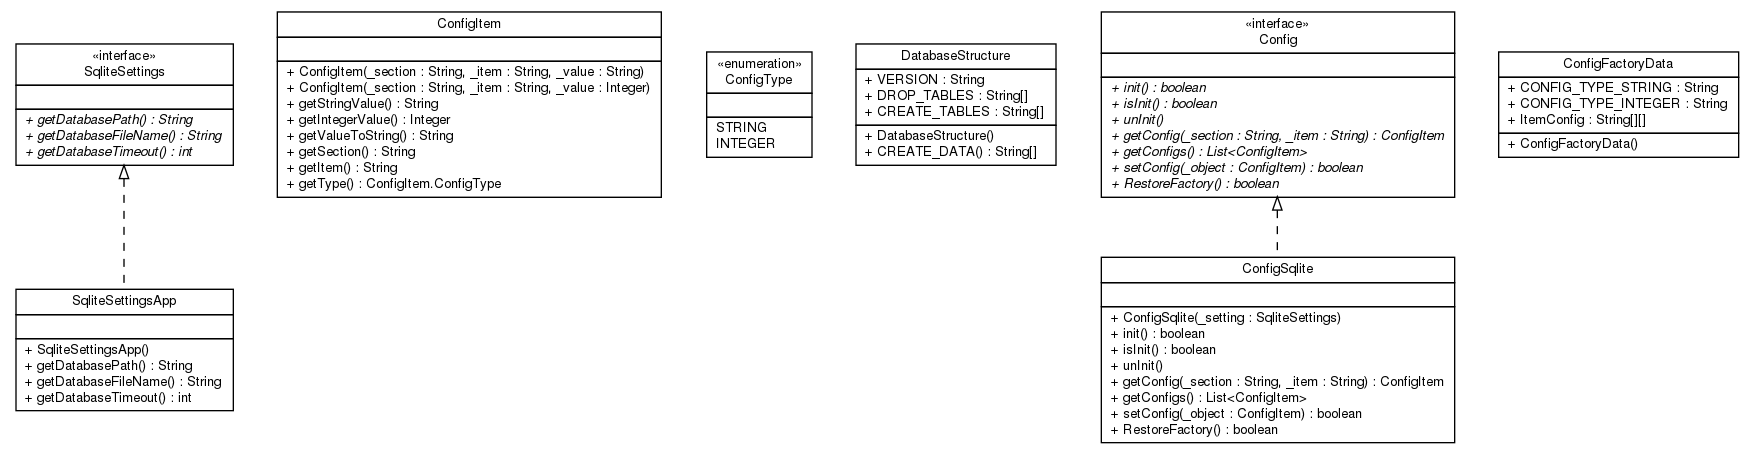 «interface»
SqliteSettings
+ getDatabasePath() : String
+ getDatabaseFileName() : String
+ getDatabaseTimeout() : int
SqliteSettingsApp
+ SqliteSettingsApp()
+ getDatabasePath() : String
+ getDatabaseFileName() : String
+ getDatabaseTimeout() : int
ConfigItem
+ ConfigItem(_section : String, _item : String, _value : String)
+ ConfigItem(_section : String, _item : String, _value : Integer)
+ getStringValue() : String
+ getIntegerValue() : Integer
+ getValueToString() : String
+ getSection() : String
+ getItem() : String
+ getType() : ConfigItem.ConfigType
«enumeration»
ConfigType
STRING
INTEGER
DatabaseStructure
+ VERSION : String
+ DROP_TABLES : String[]
+ CREATE_TABLES : String[]
+ DatabaseStructure()
+ CREATE_DATA() : String[]
«interface»
Config
+ init() : boolean
+ isInit() : boolean
+ unInit()
+ getConfig(_section : String, _item : String) : ConfigItem
+ getConfigs() : List<ConfigItem>
+ setConfig(_object : ConfigItem) : boolean
+ RestoreFactory() : boolean
ConfigSqlite
+ ConfigSqlite(_setting : SqliteSettings)
+ init() : boolean
+ isInit() : boolean
+ unInit()
+ getConfig(_section : String, _item : String) : ConfigItem
+ getConfigs() : List<ConfigItem>
+ setConfig(_object : ConfigItem) : boolean
+ RestoreFactory() : boolean
ConfigFactoryData
+ CONFIG_TYPE_STRING : String
+ CONFIG_TYPE_INTEGER : String
+ ItemConfig : String[][]
+ ConfigFactoryData()